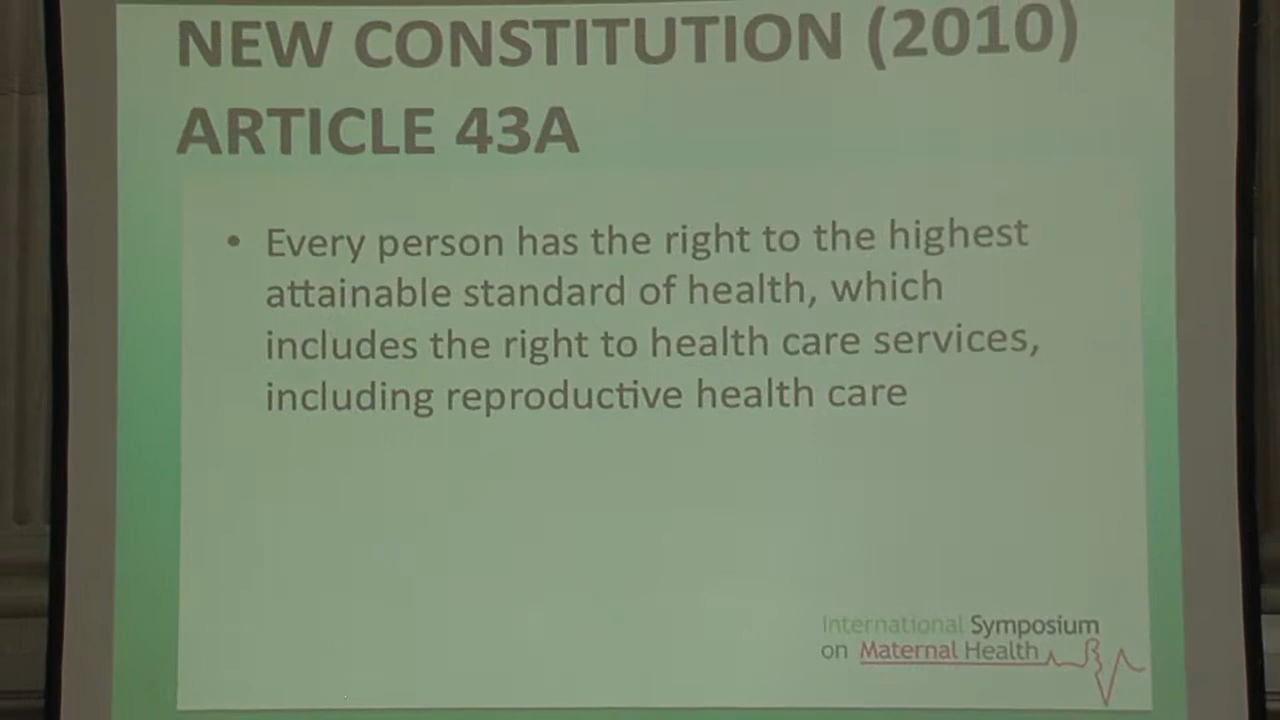 NEW CONSTITUTION (2010)
ARTICLE 43A
• Every person has the right to the highest
attainable standard of health, which
includes the right to health care services,
including reproductive health care
International Symposium
on Maternal Health